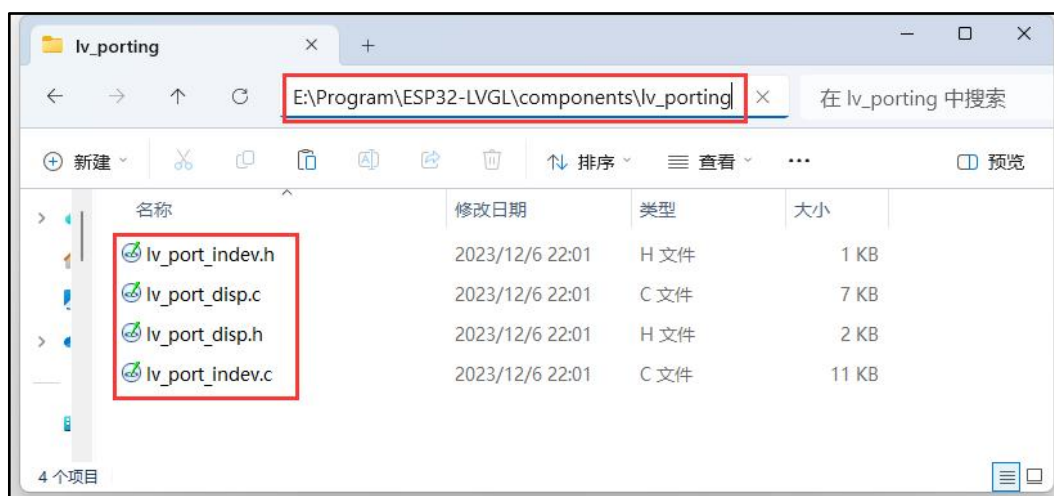 lv_porting
E:\Program\ESP32-LVGL\components\lv_porting
在 lv_porting 中搜索
新建 排序 查看 ... 预览
名称 修改日期 类型 大小
lv_port_indev.h 2023/12/6 22:01 H 文件 1 KB
lv_port_disp.c 2023/12/6 22:01 C 文件 7 KB
lv_port_disp.h 2023/12/6 22:01 H 文件 2 KB
lv_port_indev.c 2023/12/6 22:01 C 文件 11 KB
4 个项目